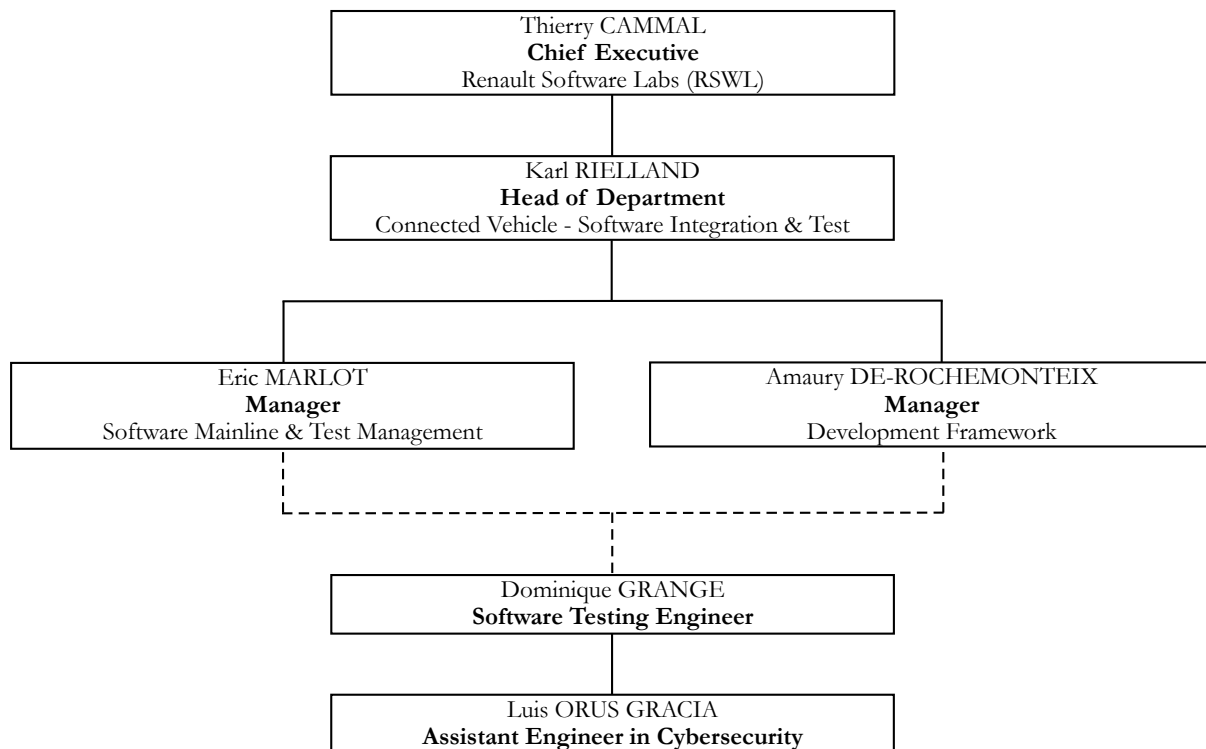 Thierry CAMMAL
Chief Executive
Renault Software Labs (RSWL)
Karl RIELLAND
Head of Department
Connected Vehicle - Software Integration & Test
Eric MARLOT
Manager
Software Mainline & Test Management
Amaury DE-ROCHEMONTEIX
Manager
Development Framework
Dominique GRANGE
Software Testing Engineer
Luis ORUS GRACIA
Assistant Engineer in Cybersecurity